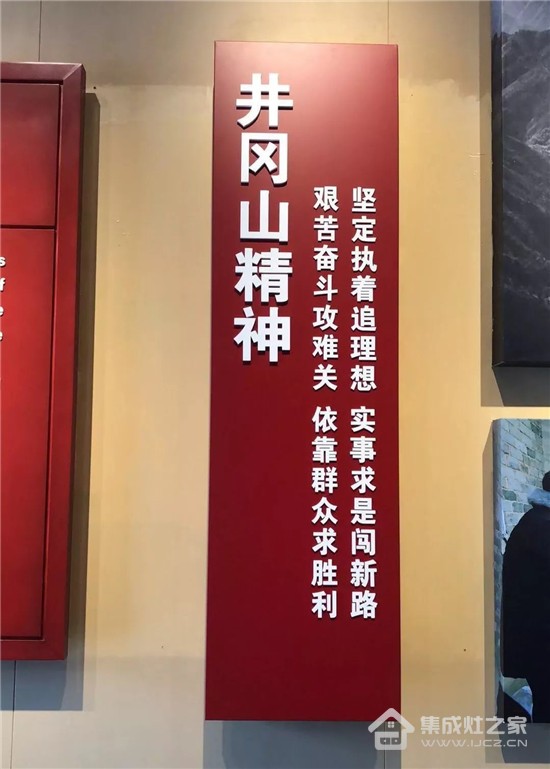 井冈山精神
坚定执着追理想 实事求是闯新路
艰苦奋斗攻难关 依靠群众求胜利
s
f
e
e
集成灶之家
WWW.IJCZ.CN